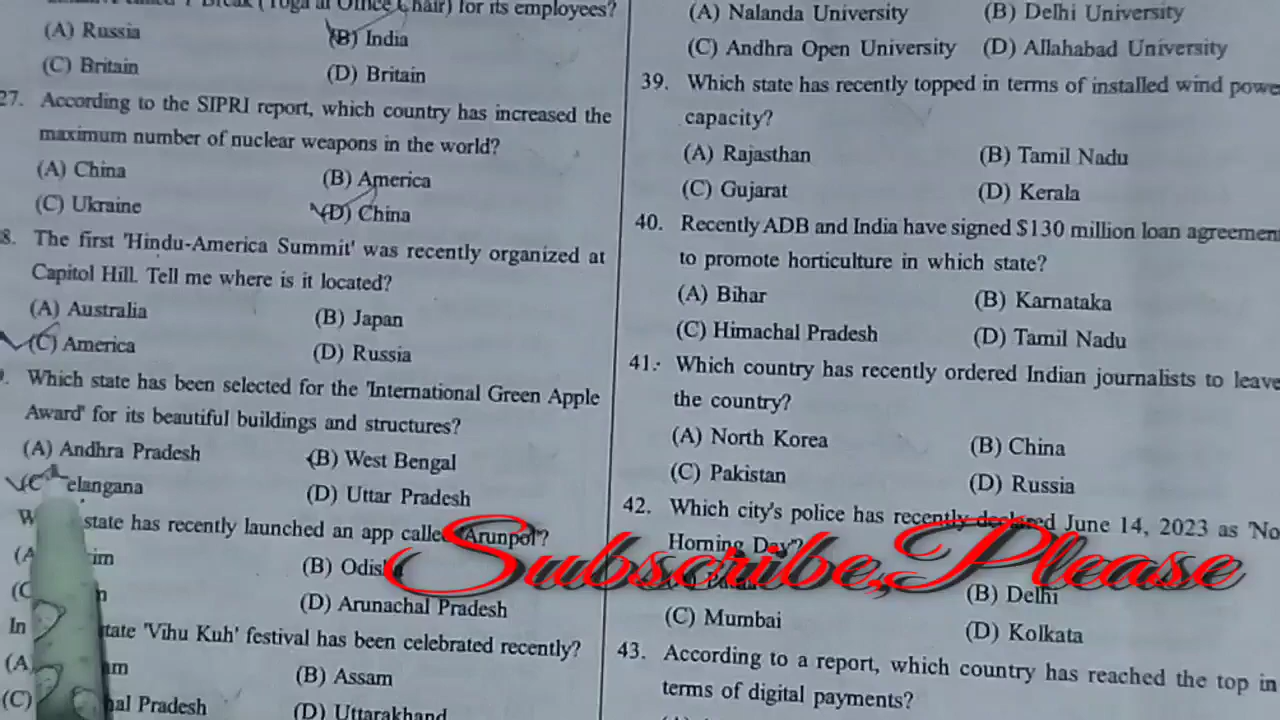 (Yoga at Office Chair) for its employees?
(A) Russia
(B) India
(C) Britain
(D) Britain
27. According to the SIPRI report, which country has increased the
maximum number of nuclear weapons in the world?
(A) China
(B) America
(C) Ukraine
(D) China
8. The first 'Hindu-America Summit' was recently organized at
Capitol Hill. Tell me where is it located?
(A) Australia
(B) Japan
(C) America
(D) Russia
Which state has been selected for the 'International Green Apple
Award' for its beautiful buildings and structures?
(A) Andhra Pradesh
(B) West Bengal
(C elangana
(D) Uttar Pradesh
state has recently launched an app called 'Arunpol'?
(B)
(D) Arunachal Pradesh
In tate 'Vihu Kuh' festival has been celebrated recently?
(A)
(B) Assam
(C) hal Pradesh
(D) Uttarakhand
(A) Nalanda University
(B) Delhi University
(C) Andhra Open University
(D) Allahabad University
39. Which state has recently topped in terms of installed wind powe
capacity?
(A) Rajasthan
(B) Tamil Nadu
(C) Gujarat
(D) Kerala
40. Recently ADB and India have signed $130 million loan agreemen
to promote horticulture in which state?
(A) Bihar
(B) Karnataka
(C) Himachal Pradesh
(D) Tamil Nadu
41. Which country has recently ordered Indian journalists to leave
the country?
(A) North Korea
(B) China
(C) Pakistan
(D) Russia
42. Which city's police has recently declared June 14, 2023 as 'No
Horning Day'?
(B) Delhi
(C) Mumbai
(D) Kolkata
43. According to a report, which country has reached the top in
terms of digital payments?
Subscribe,Please